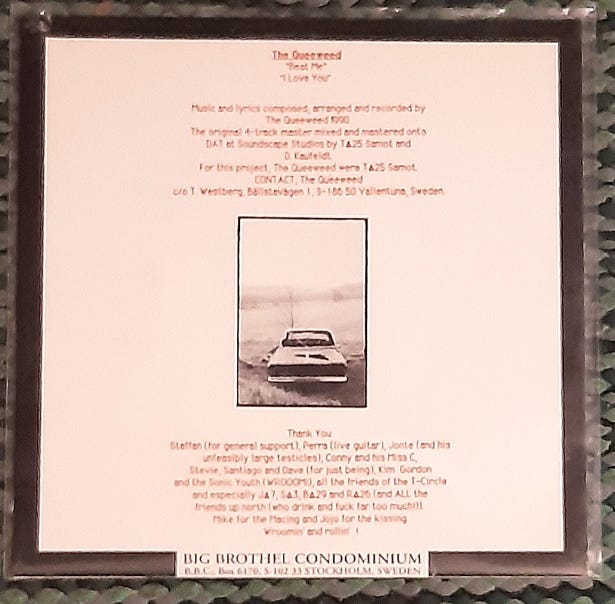 The Queeweed
"Beat Me"
"I Love You"
Music and lyrics composed, arranged and recorded by
The Queeweed 1990.
The original 4-track master mixed and mastered onto
DAT at Soundscape Studios by TΔ25 Samot and
D. Kaufeldt.
For this project, The Queeweed were TΔ25 Samot.
CONTACT, The Queeweed
c/o T. Westberg, Bällstavägen 1, S-186 50 Vallentuna, Sweden.
Thank You
Staffan (for general support), Perra (live guitar), Jonte (and his
unfeasibly large testicles), Conny and his Miss C,
Stevie, Santiago and Dave (for just being), Kim Gordon
and the Sonic Youth (WROOOM!), all the friends of the T-Circle
and especially JΔ7, SΔ3, BΔ29 and RΔ26 (and ALL the
friends up north (who drink and fuck far too much!)).
Mike for the Macing and Jojo for the kissing.
Wroomin' and rollin' !
BIG BROTHEL CONDOMINIUM
B.B.C., Box 6170, S-102 33 STOCKHOLM, SWEDEN